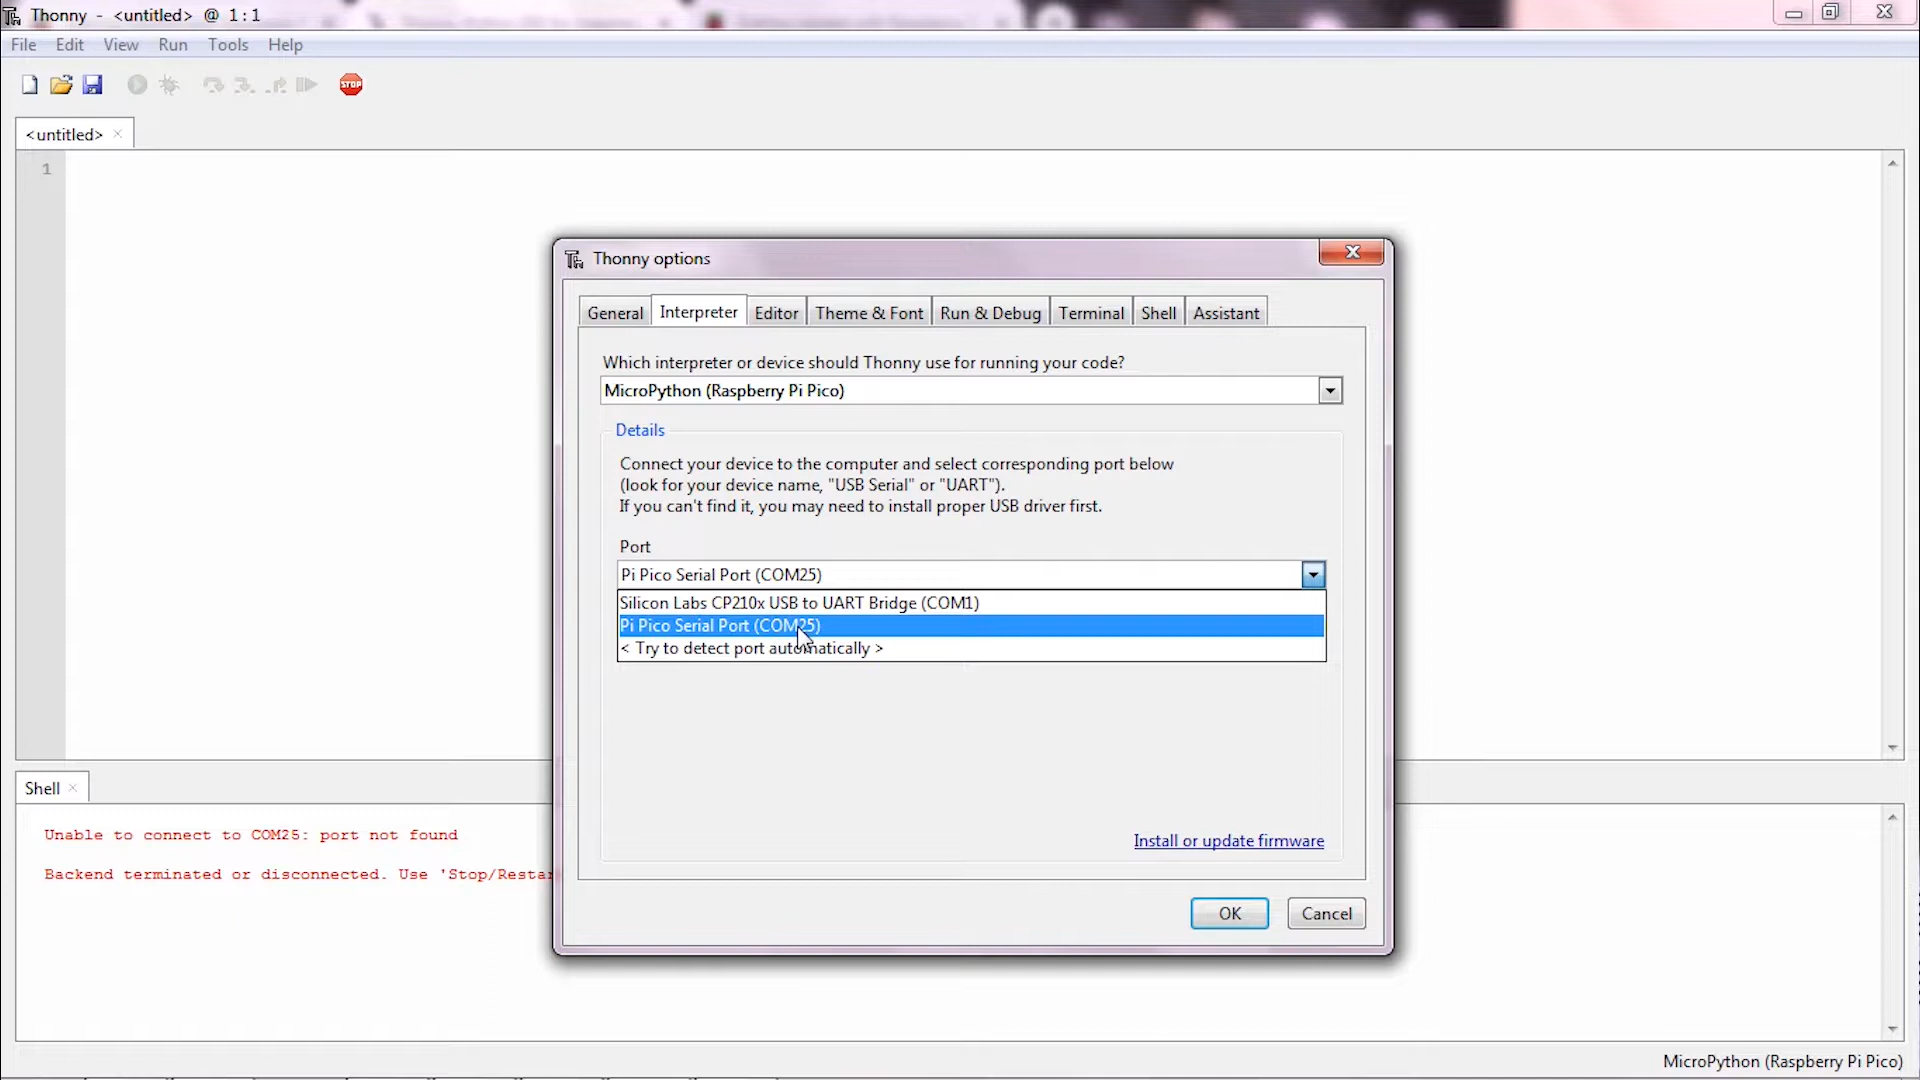 Thonny - <untitled> @ 1:1
File Edit View Run Tools Help
STOP
<untitled>
1
Thonny options
General Interpreter Editor Theme & Font Run & Debug Terminal Shell Assistant
Which interpreter or device should Thonny use for running your code?
MicroPython (Raspberry Pi Pico)
Details
Connect your device to the computer and select corresponding port below
(look for your device name, "USB Serial" or "UART").
If you can't find it, you may need to install proper USB driver first.
Port
Pi Pico Serial Port (COM25)
Silicon Labs CP210x USB to UART Bridge (COM1)
Pi Pico Serial Port (COM25)
< Try to detect port automatically >
Install or update firmware
OK Cancel
Shell
Unable to connect to COM25: port not found
Backend terminated or disconnected. Use 'Stop/Restar
MicroPython (Raspberry Pi Pico)